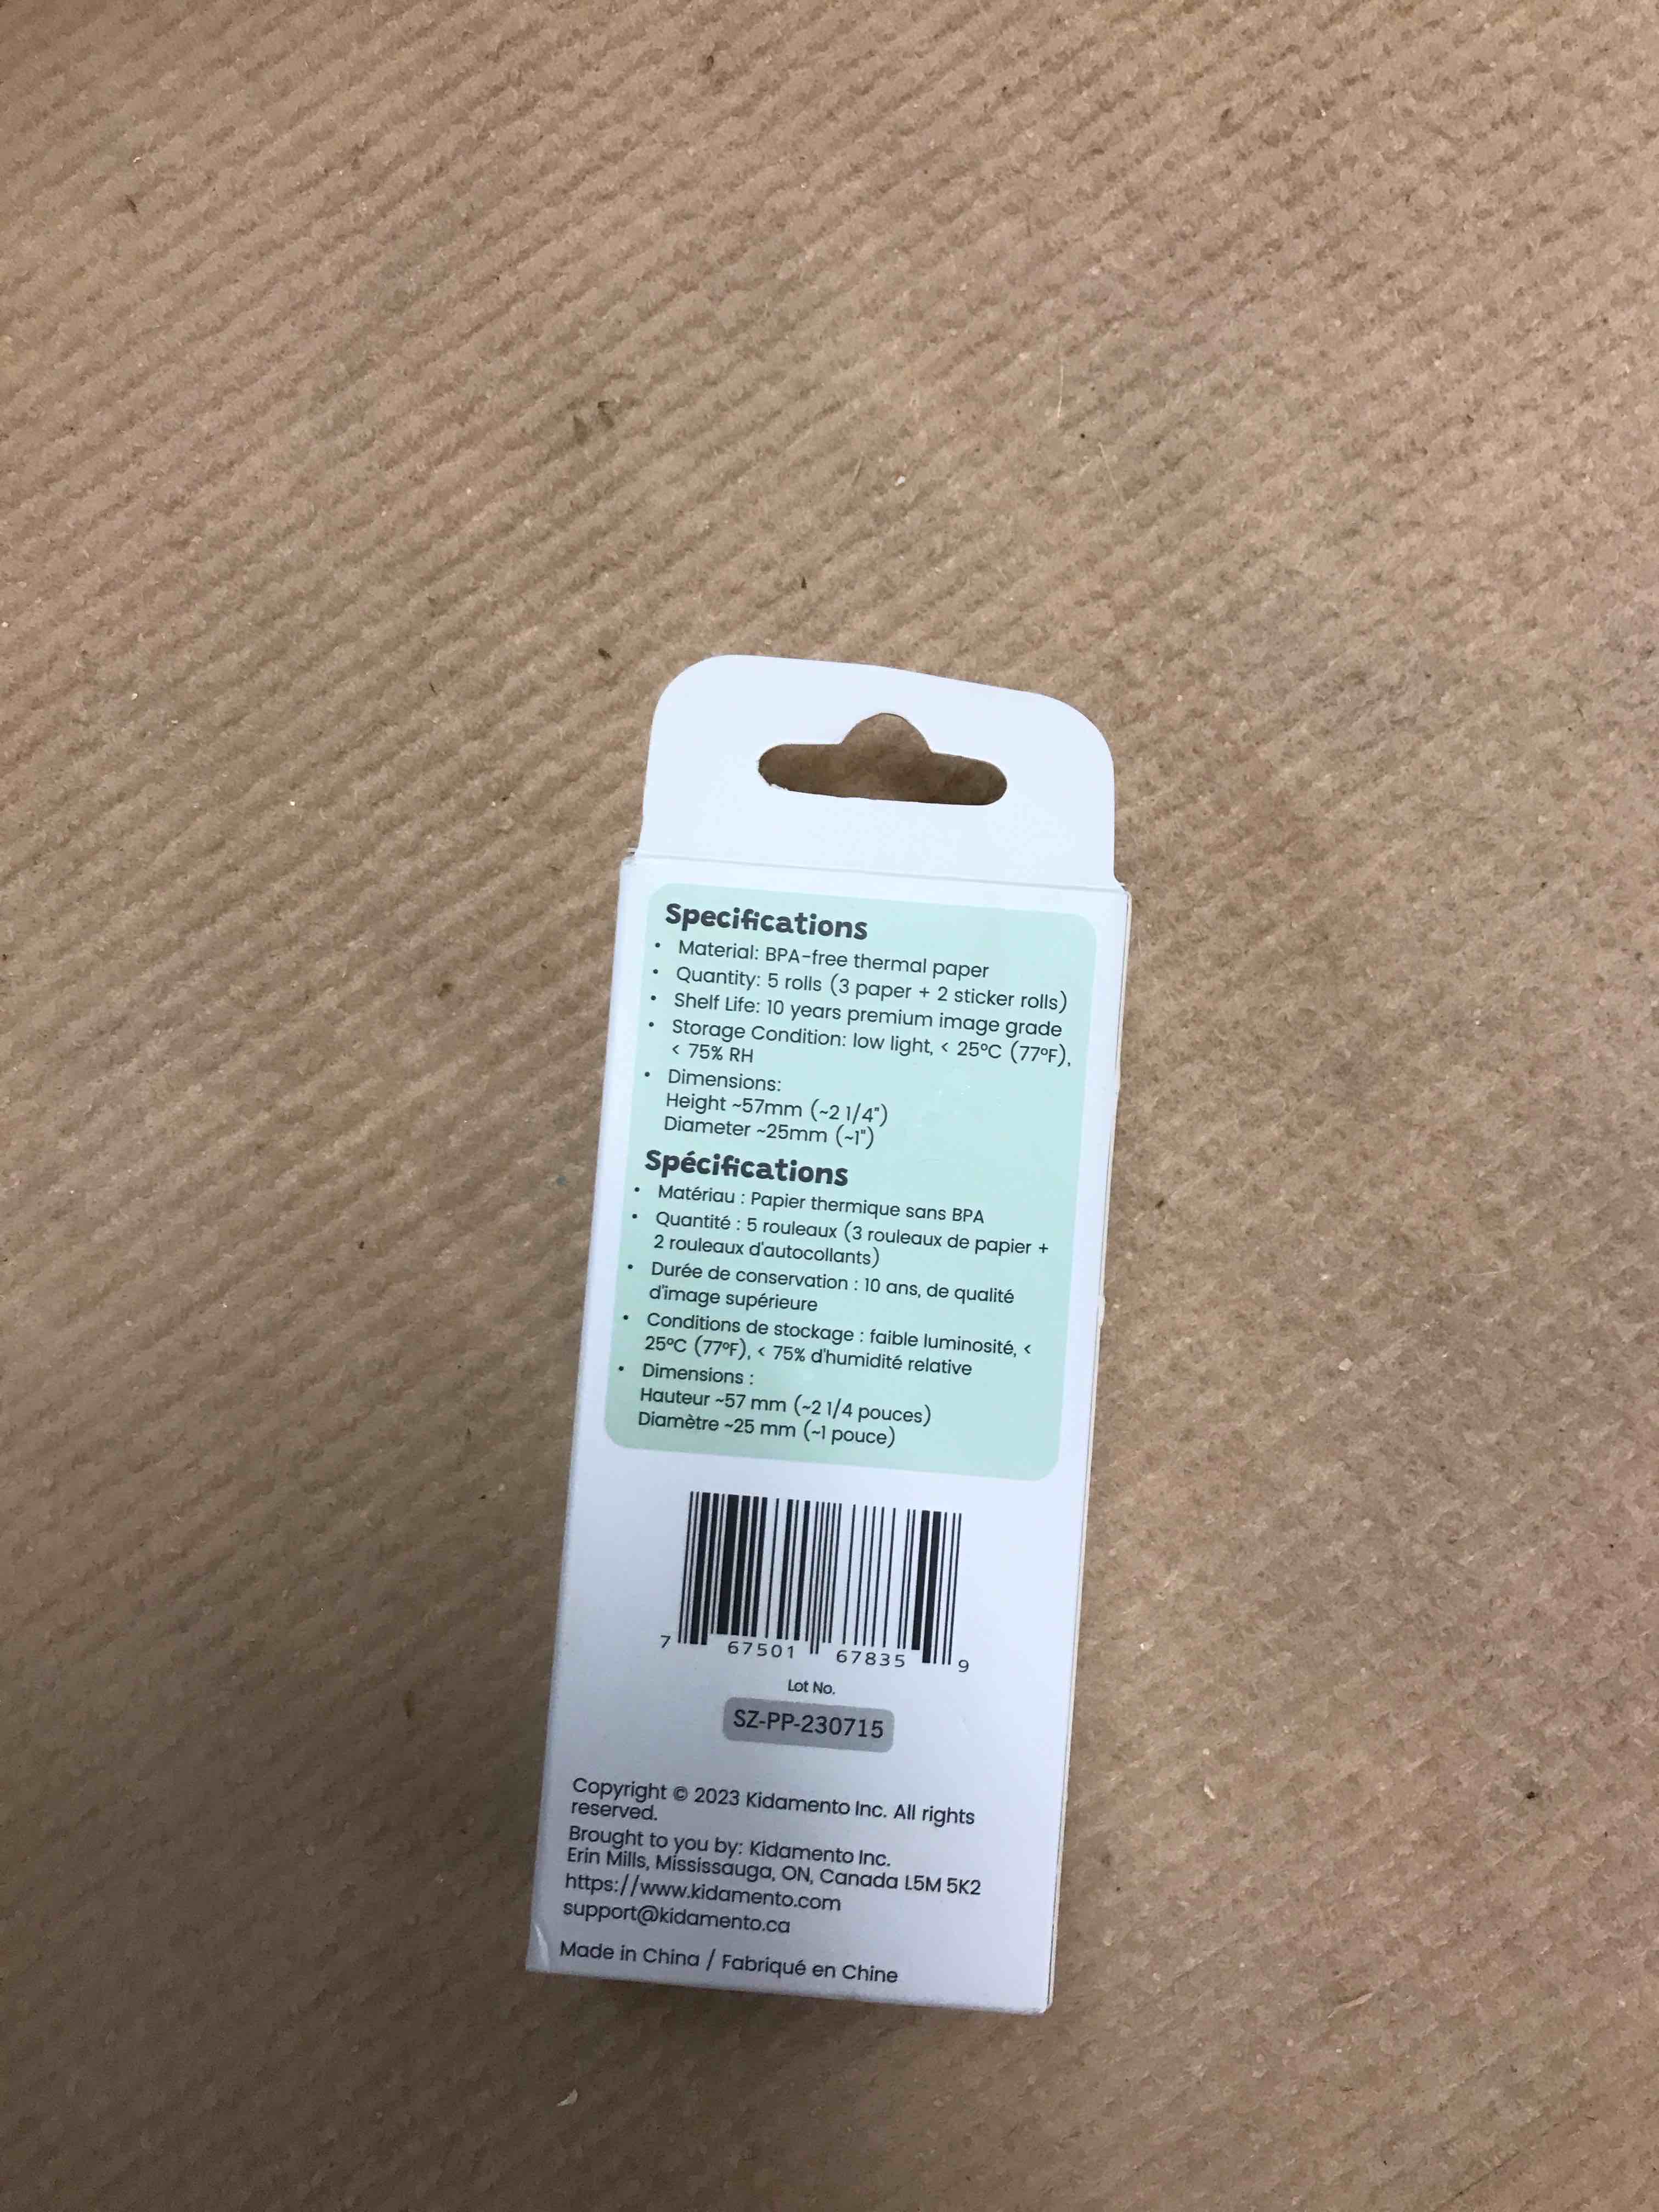 Specifications
• Material: BPA-free thermal paper
• Quantity: 5 rolls (3 paper + 2 sticker rolls)
• Shelf Life: 10 years premium image grade
• Storage Condition: low light, < 25°C (77°F),
< 75% RH
• Dimensions:
Height ~57mm (~2 1/4")
Diameter ~25mm (~1")
Spécifications
• Matériau : Papier thermique sans BPA
• Quantité : 5 rouleaux (3 rouleaux de papier +
2 rouleaux d'autocollants)
• Durée de conservation : 10 ans, de qualité
d'image supérieure
• Conditions de stockage : faible luminosité, <
25°C (77°F), < 75% d'humidité relative
• Dimensions :
Hauteur ~57 mm (~2 1/4 pouces)
Diamètre ~25 mm (~1 pouce)
7 67501 67835 9
Lot No.
SZ-PP-230715
Copyright © 2023 Kidamento Inc. All rights
reserved.
Brought to you by: Kidamento Inc.
Erin Mills, Mississauga, ON, Canada L5M 5K2
https://www.kidamento.com
support@kidamento.ca
Made in China / Fabriqué en Chine